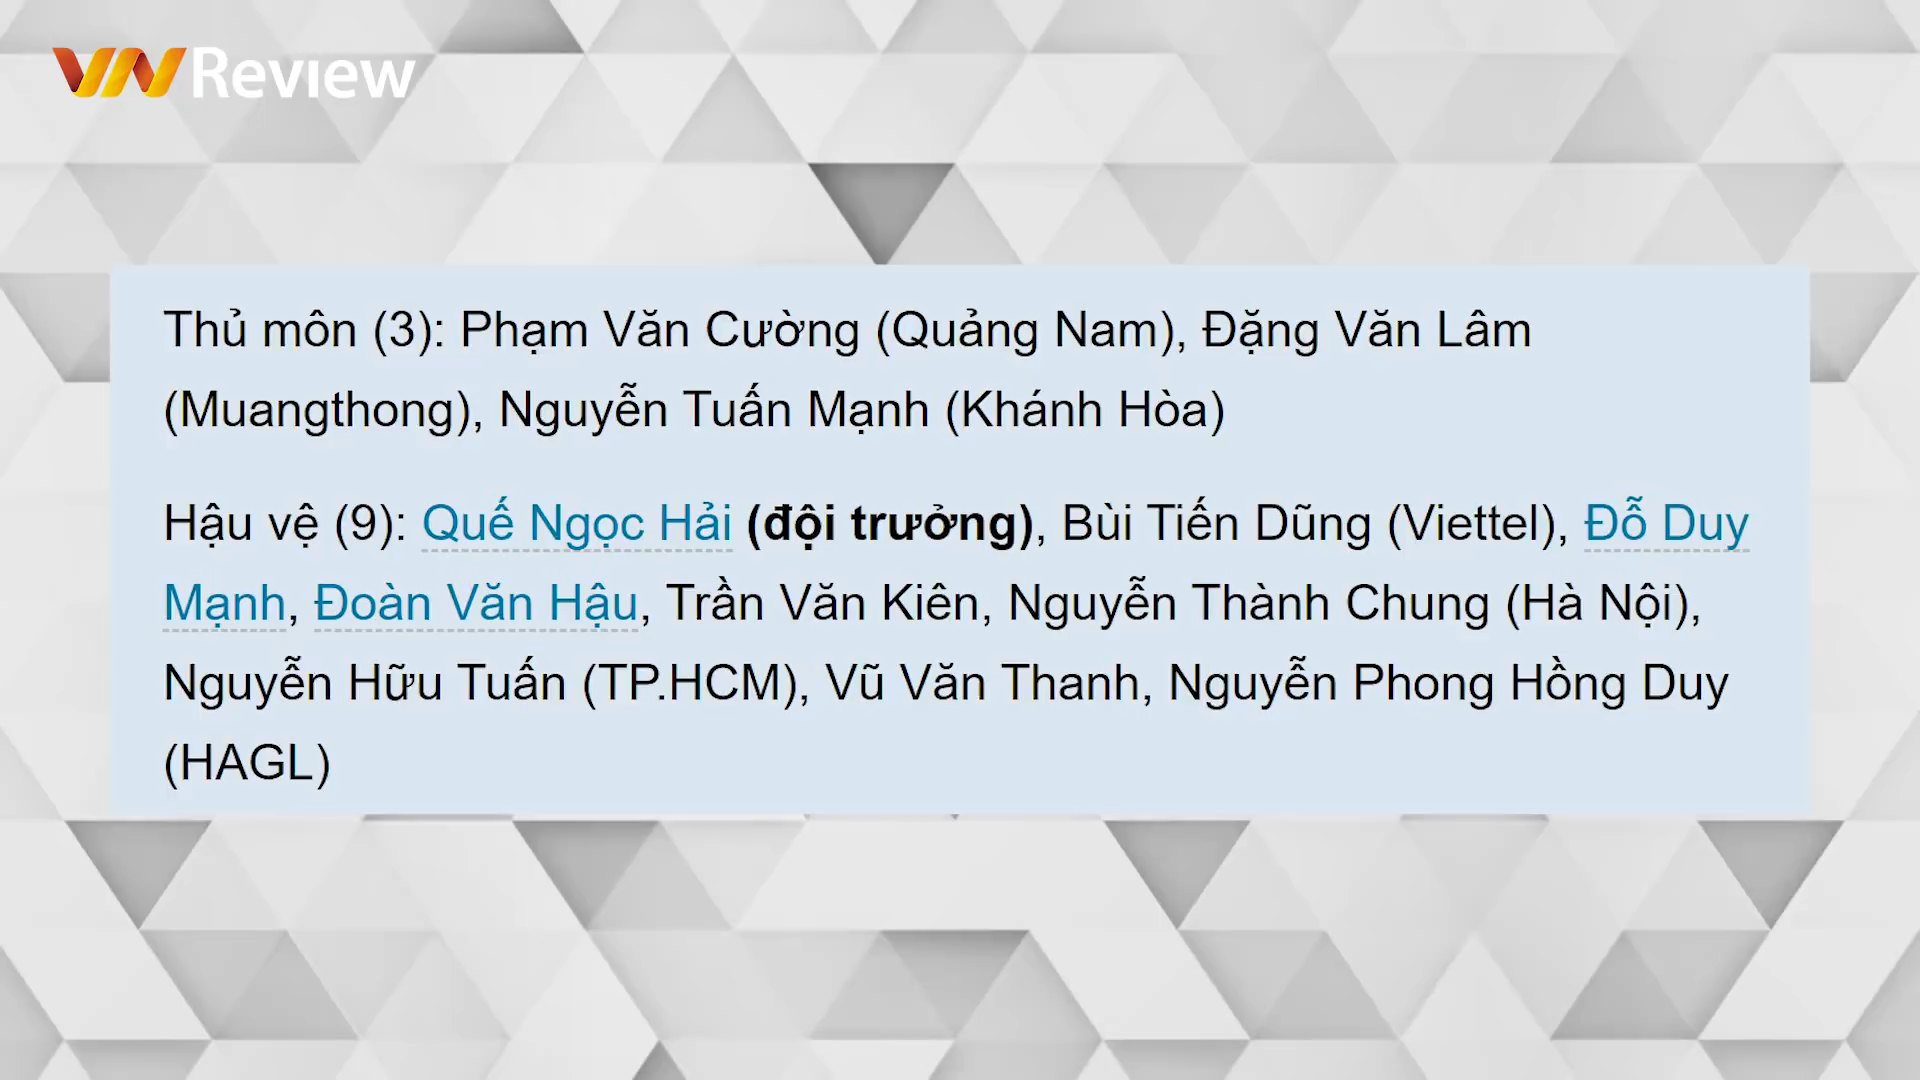 VN Review
Thủ môn (3): Phạm Văn Cường (Quảng Nam), Đặng Văn Lâm
(Muangthong), Nguyễn Tuấn Mạnh (Khánh Hòa)
Hậu vệ (9): Quế Ngọc Hải (đội trưởng), Bùi Tiến Dũng (Viettel), Đỗ Duy
Mạnh, Đoàn Văn Hậu, Trần Văn Kiên, Nguyễn Thành Chung (Hà Nội),
Nguyễn Hữu Tuấn (TP.HCM), Vũ Văn Thanh, Nguyễn Phong Hồng Duy
(HAGL)